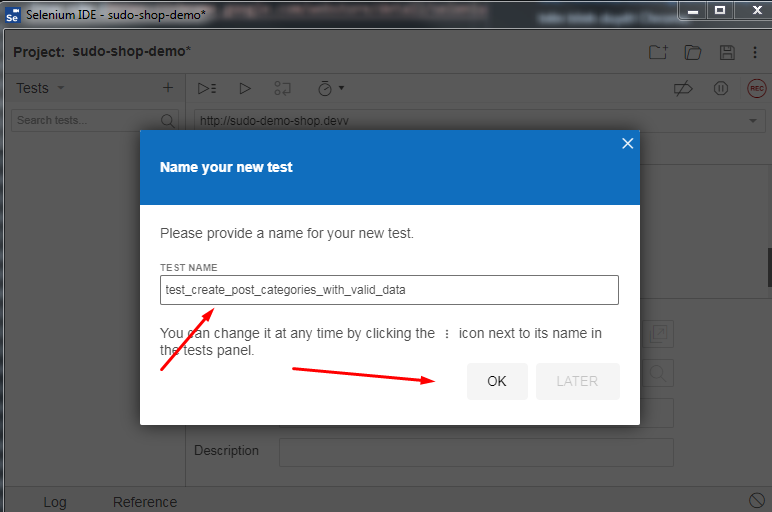 Selenium IDE - sudo-shop-demo*
Project: sudo-shop-demo*
Tests
REC
Search tests...
http://sudo-demo-shop.devv
Name your new test
Please provide a name for your new test.
TEST NAME
test_create_post_categories_with_valid_data
You can change it at any time by clicking the ⋮ icon next to its name in
the tests panel.
OK
LATER
Description
Log
Reference